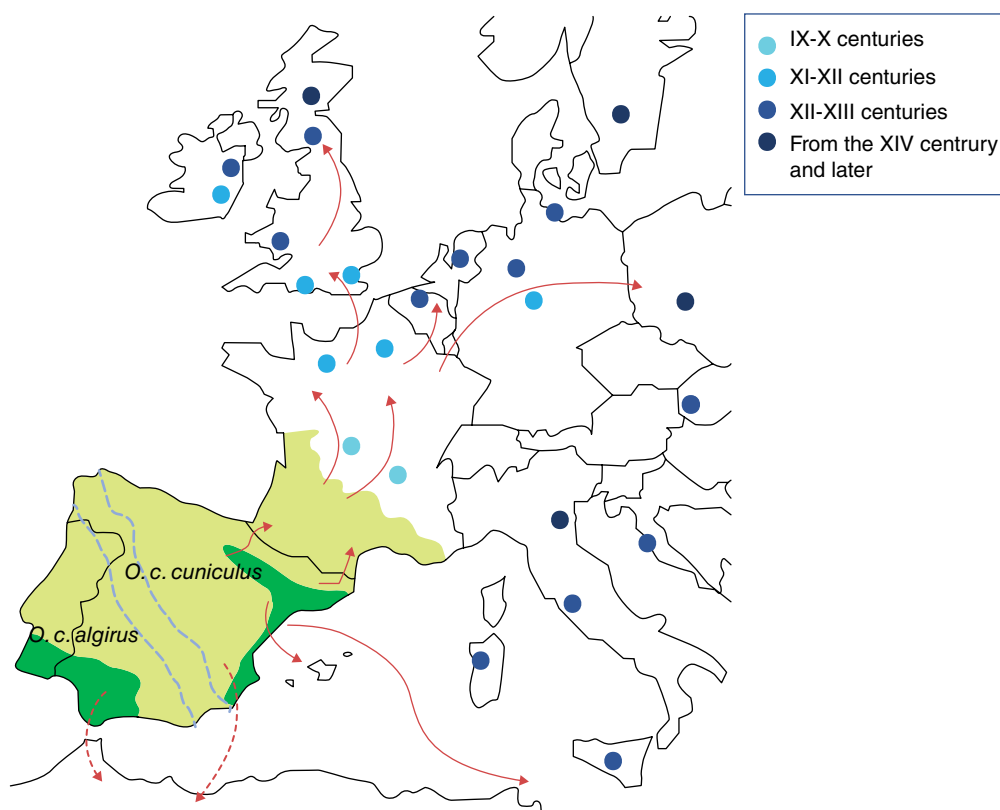 IX-X centuries
XI-XII centuries
XII-XIII centuries
From the XIV centrury
and later
O. c. cuniculus
O. c. algirus